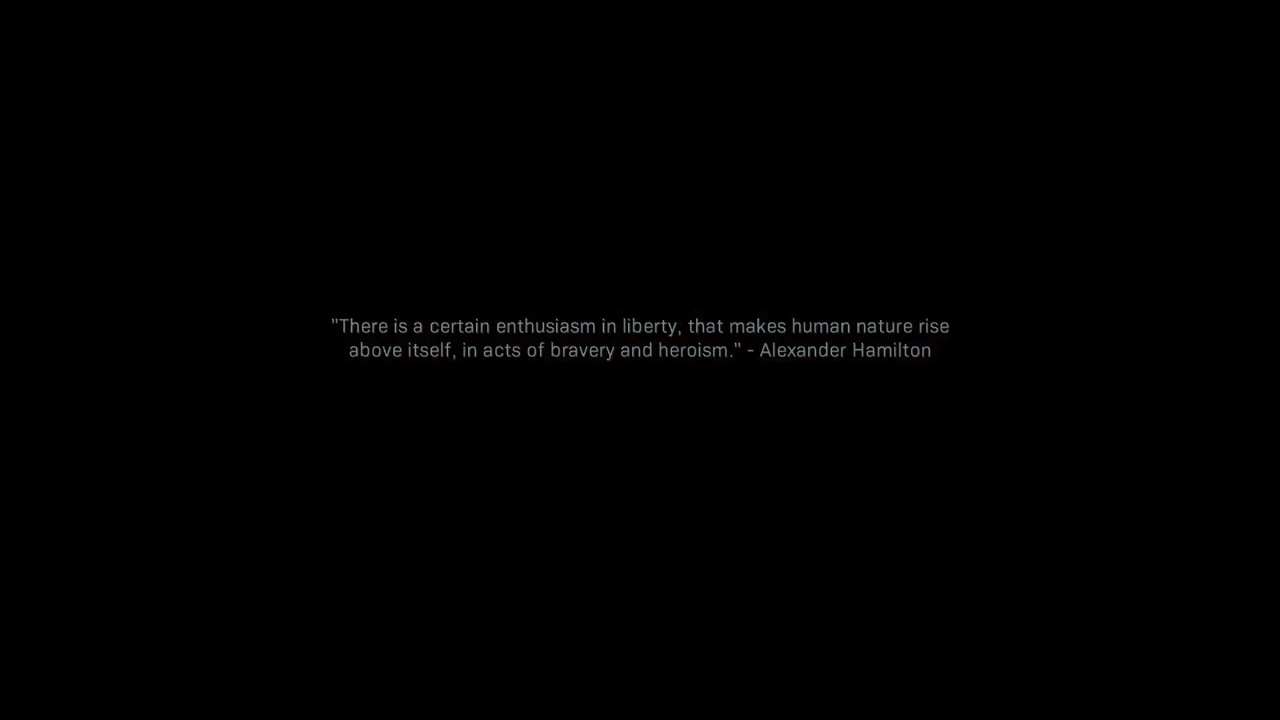 "There is a certain enthusiasm in liberty, that makes human nature rise
above itself, in acts of bravery and heroism." - Alexander Hamilton